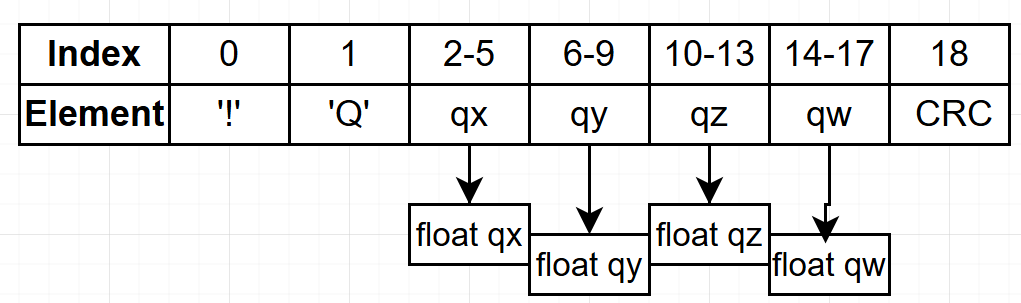 Index 0 1 2-5 6-9 10-13 14-17 18
Element '!' 'Q' qx qy qz qw CRC
float qx float qz
float qy float qw